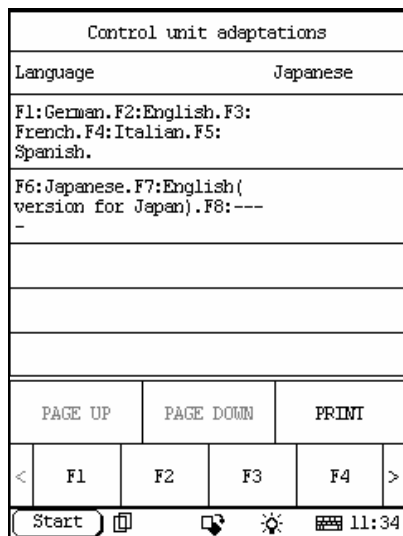 Control unit adaptations
Language Japanese
F1:German.F2:English.F3:
French.F4:Italian.F5:
Spanish.
F6:Japanese.F7:English(
version for Japan).F8:---
-
PAGE UP PAGE DOWN PRINT
< F1 F2 F3 F4 >
Start 11:34